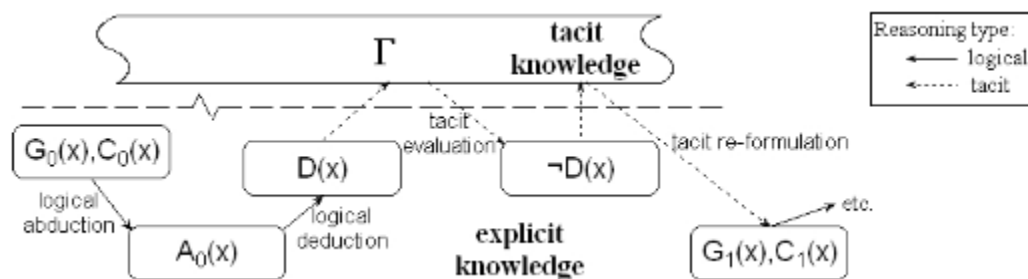 Γ
tacit
knowledge
Reasoning type:
logical
tacit
G₀(x),C₀(x)
logical
abduction
A₀(x)
D(x)
logical
deduction
tacit
evaluation
¬D(x)
explicit
knowledge
tacit re-formulation
etc.
G₁(x),C₁(x)